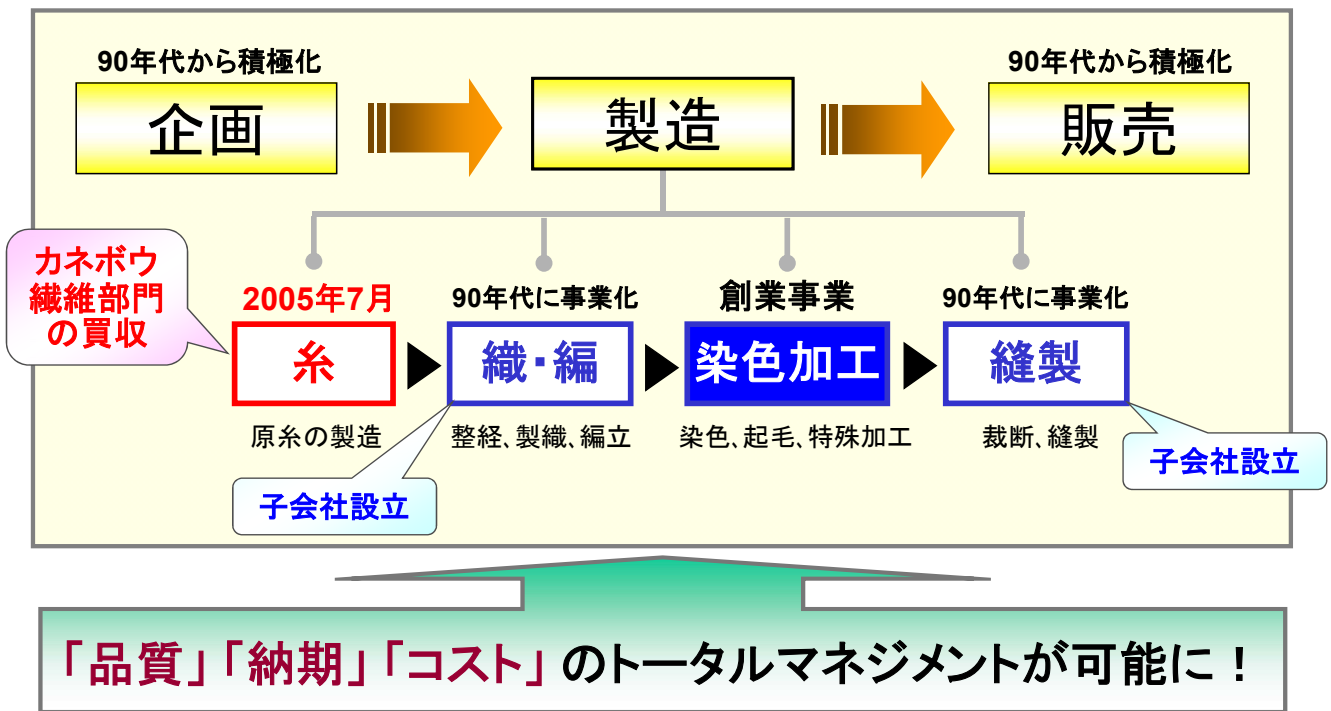 90年代から積極化
企画
製造
90年代から積極化
販売
カネボウ
繊維部門
の買収
2005年7月
糸
原糸の製造
90年代に事業化
織・編
整経、製織、編立
子会社設立
創業事業
染色加工
染色、起毛、特殊加工
90年代に事業化
縫製
裁断、縫製
子会社設立
「品質」「納期」「コスト」のトータルマネジメントが可能に！